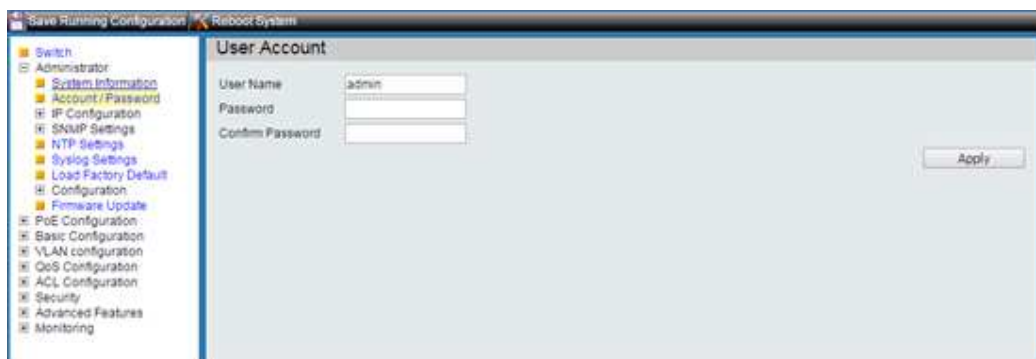 Save Running Configuration Reboot System
Switch
Administrator
System Information
Account / Password
IP Configuration
SNMP Settings
NTP Settings
Syslog Settings
Load Factory Default
Configuration
Firmware Update
PoE Configuration
Basic Configuration
VLAN configuration
QoS Configuration
ACL Configuration
Security
Advanced Features
Monitoring
User Account
User Name admin
Password
Confirm Password
Apply